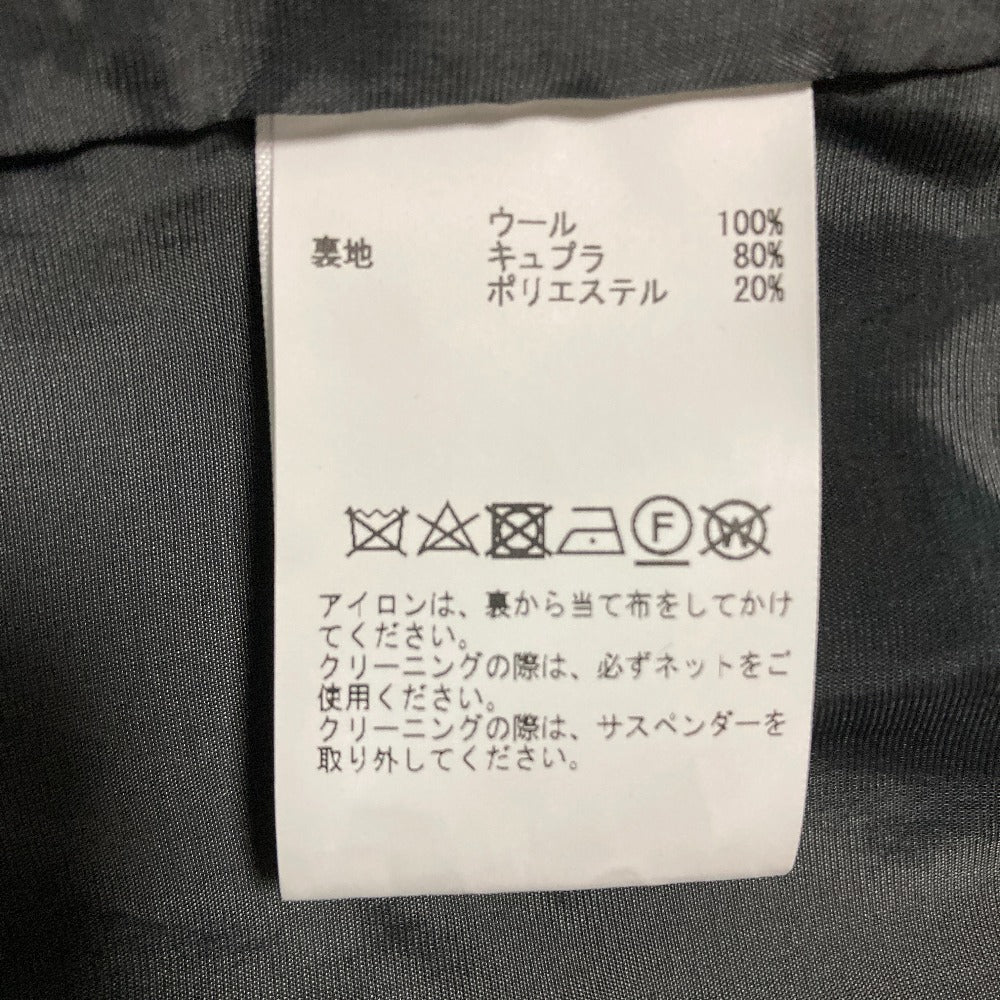 ウール 100%
裏地 キュプラ 80%
ポリエステル 20%
F W
アイロンは、裏から当て布をしてかけ
てください。
クリーニングの際は、必ずネットをご
使用ください。
クリーニングの際は、サスペンダーを
取り外してください。